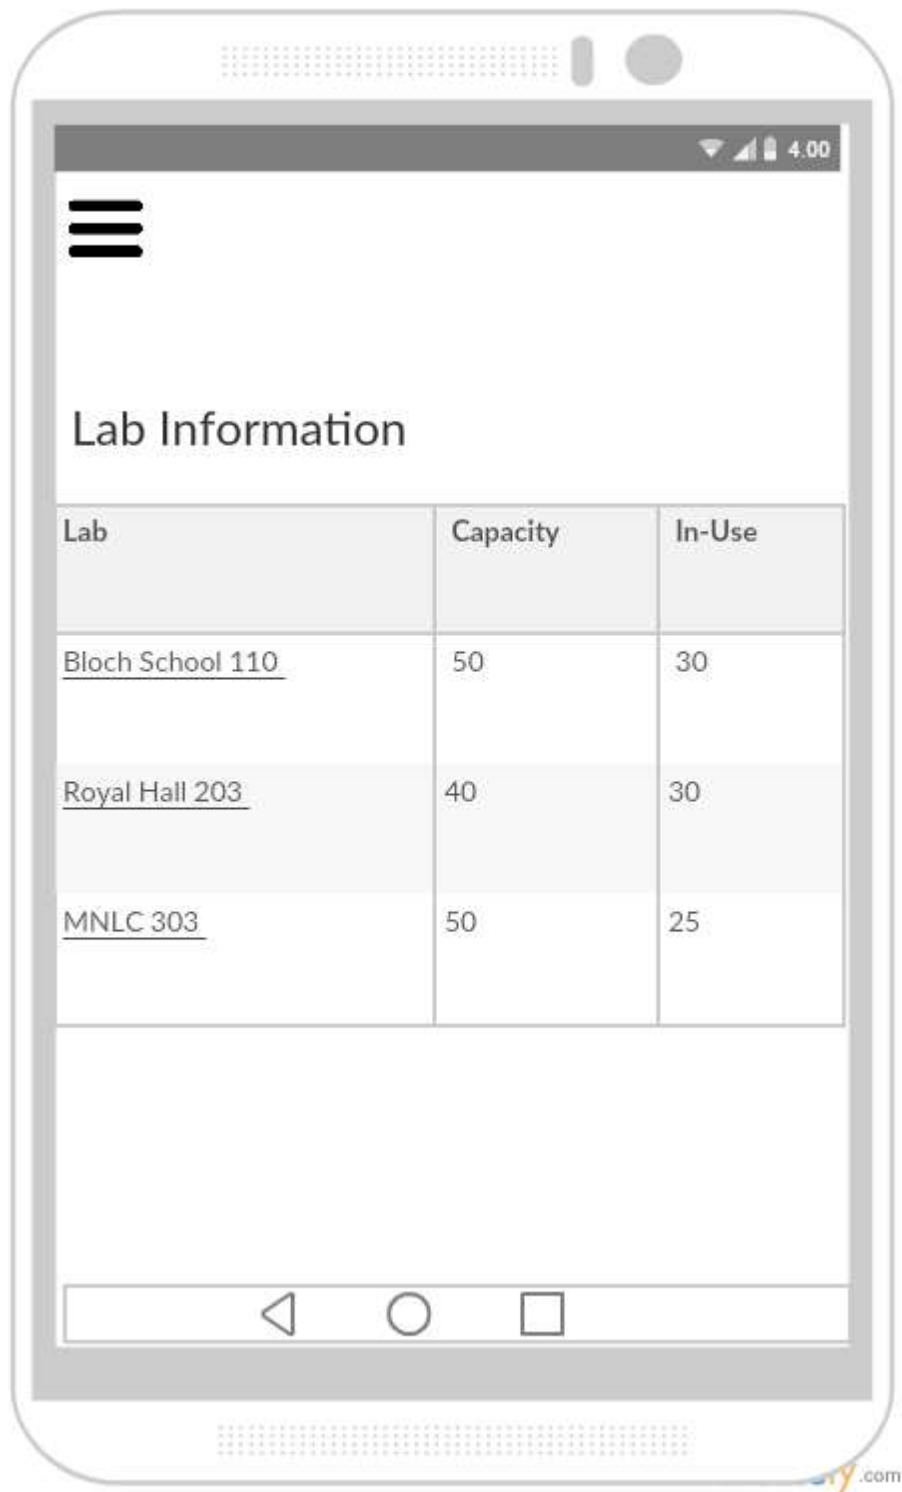 4.00
Lab Information
Lab Capacity In-Use
Bloch School 110 50 30
Royal Hall 203 40 30
MNLC 303 50 25
.com